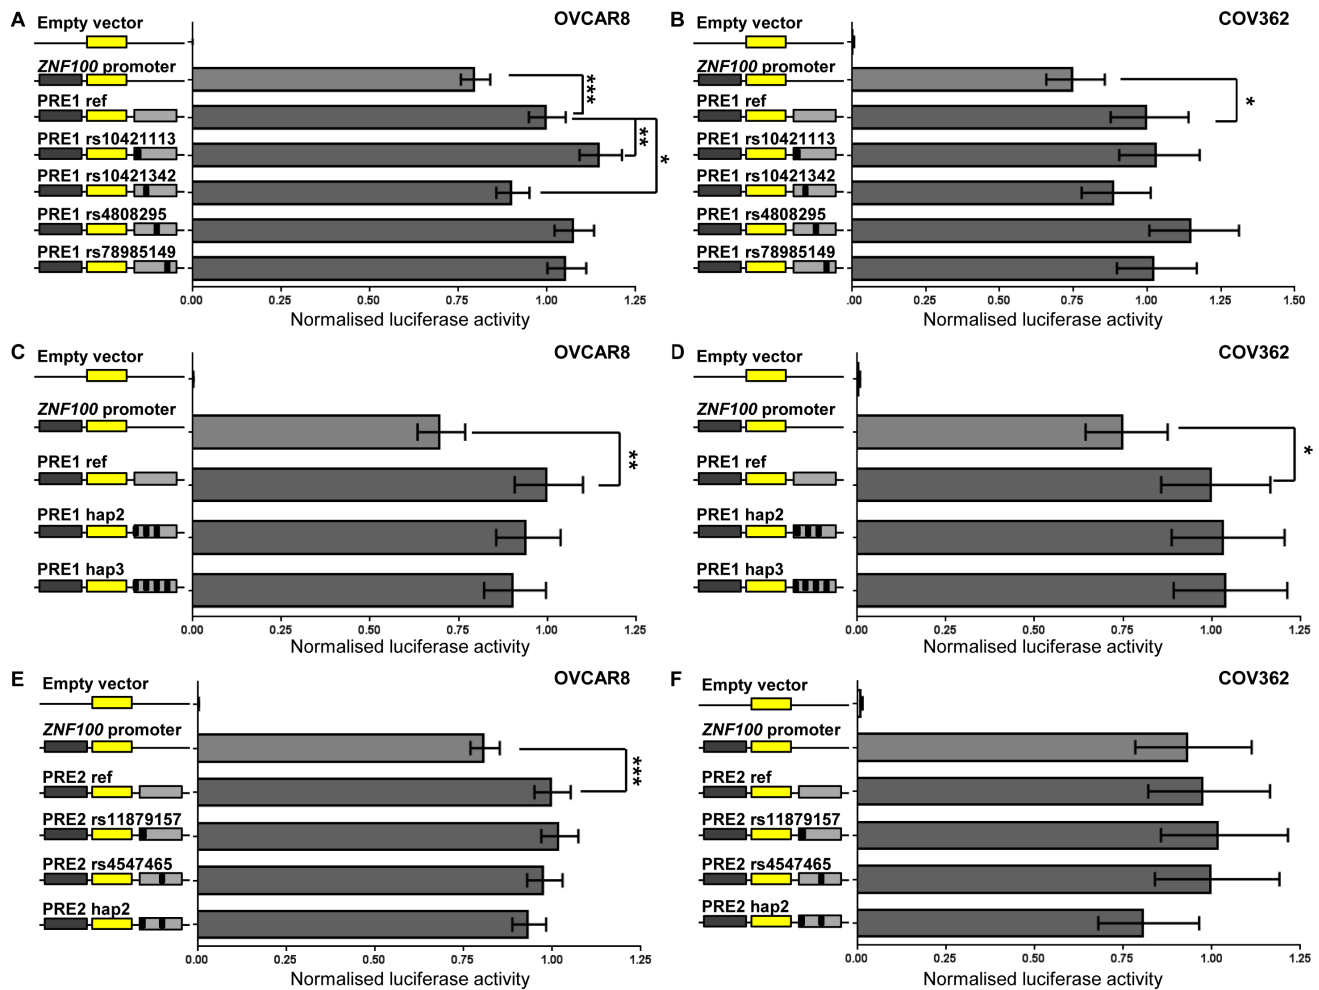 A
OVCAR8
Empty vector
ZNF100 promoter
PRE1 ref
PRE1 rs10421113
PRE1 rs10421342
PRE1 rs4808295
PRE1 rs78985149
***
**
*
0.00 0.25 0.50 0.75 1.00 1.25
Normalised luciferase activity
B
COV362
Empty vector
ZNF100 promoter
PRE1 ref
PRE1 rs10421113
PRE1 rs10421342
PRE1 rs4808295
PRE1 rs78985149
*
.00 0.25 0.50 0.75 1.00 1.25 1.50
Normalised luciferase activity
C
OVCAR8
Empty vector
ZNF100 promoter
PRE1 ref
PRE1 hap2
PRE1 hap3
**
0.00 0.25 0.50 0.75 1.00 1.25
Normalised luciferase activity
D
COV362
Empty vector
ZNF100 promoter
PRE1 ref
PRE1 hap2
PRE1 hap3
*
0.00 0.25 0.50 0.75 1.00 1.25
Normalised luciferase activity
E
OVCAR8
Empty vector
ZNF100 promoter
PRE2 ref
PRE2 rs11879157
PRE2 rs4547465
PRE2 hap2
***
0.00 0.25 0.50 0.75 1.00 1.25
Normalised luciferase activity
F
COV362
Empty vector
ZNF100 promoter
PRE2 ref
PRE2 rs11879157
PRE2 rs4547465
PRE2 hap2
0.00 0.25 0.50 0.75 1.00 1.25
Normalised luciferase activity